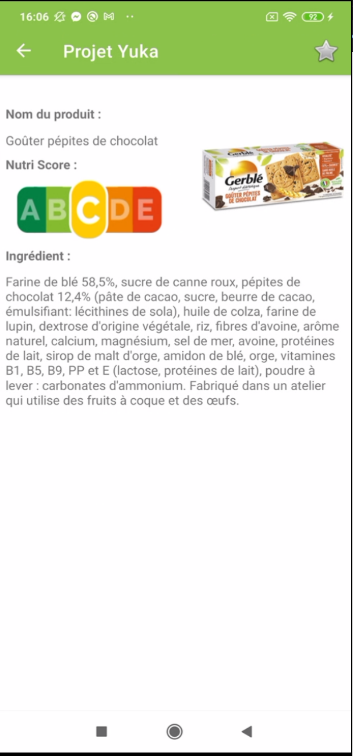 16:06
92
Projet Yuka
Nom du produit :
Goûter pépites de chocolat
Gerblé
GOÛTER PÉPITES
DE CHOCOLAT
Nutri Score :
A B C D E
Ingrédient :
Farine de blé 58,5%, sucre de canne roux, pépites de
chocolat 12,4% (pâte de cacao, sucre, beurre de cacao,
émulsifiant: lécithines de soja), huile de colza, farine de
lupin, dextrose d'origine végétale, riz, fibres d'avoine, arôme
naturel, calcium, magnésium, sel de mer, avoine, protéines
de lait, sirop de malt d'orge, amidon de blé, orge, vitamines
B1, B5, B9, PP et E (lactose, protéines de lait), poudre à
lever : carbonates d'ammonium. Fabriqué dans un atelier
qui utilise des fruits à coque et des œufs.